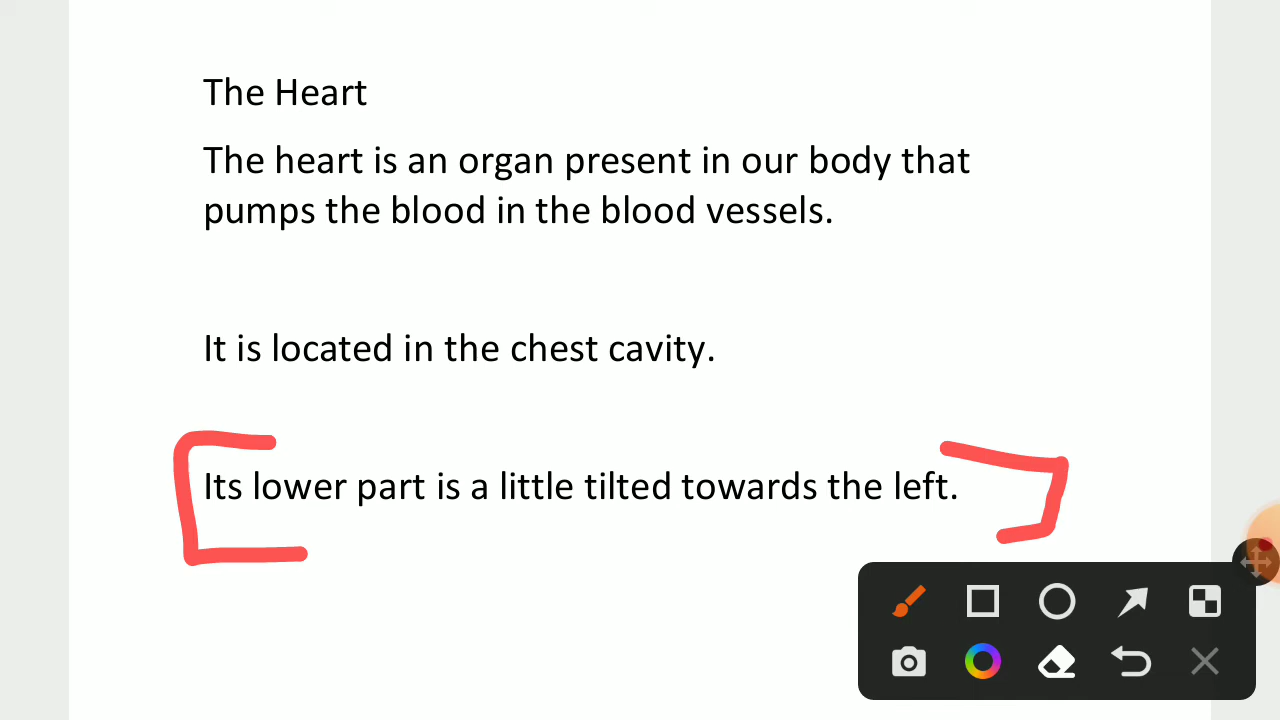 The Heart
The heart is an organ present in our body that
pumps the blood in the blood vessels.
It is located in the chest cavity.
Its lower part is a little tilted towards the left.